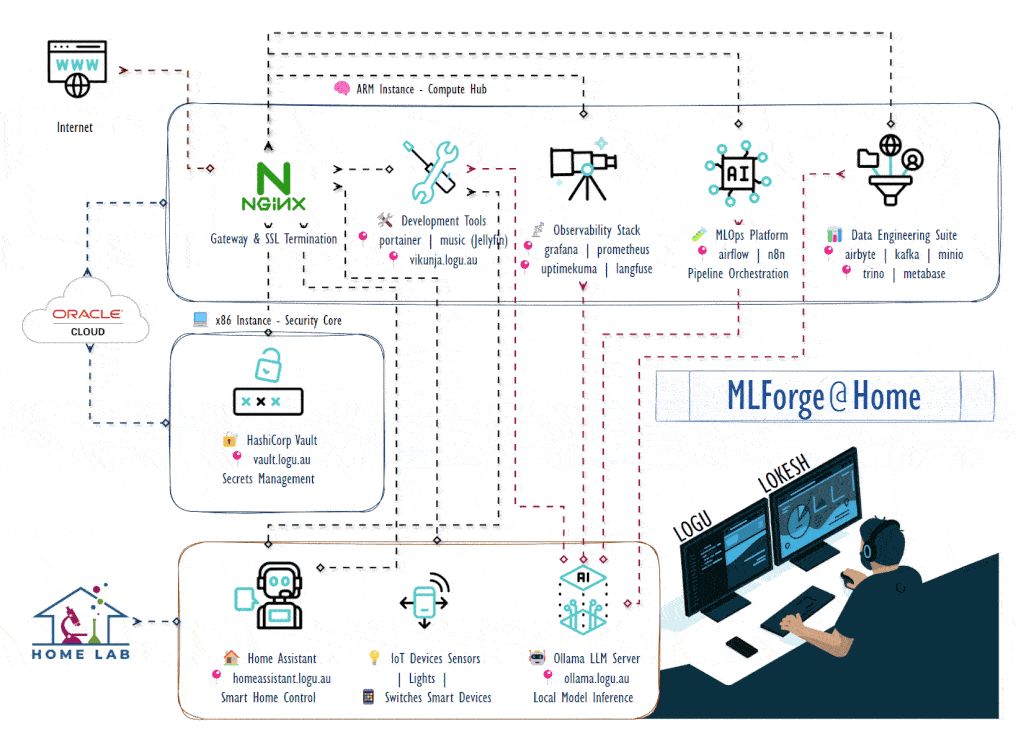 WWW
Internet
🧠 ARM Instance - Compute Hub
NGINX
Gateway & SSL Termination
🛠️ Development Tools
📍 portainer | music (Jellyfin)
📍 vikunja.logu.au
📡 Observability Stack
📍 grafana | prometheus
📍 uptimekuma | langfuse
AI
🧪 MLOps Platform
📍 airflow | n8n
Pipeline Orchestration
📊 Data Engineering Suite
📍 airbyte | kafka | minio
📍 trino | metabase
ORACLE
CLOUD
💻 x86 Instance - Security Core
x x x
🔐 HashiCorp Vault
📍 vault.logu.au
Secrets Management
MLForge@Home
LOGU
LOKESH
HOME LAB
🏠 Home Assistant
📍 homeassistant.logu.au
Smart Home Control
💡 IoT Devices Sensors
| Lights |
📱 Switches Smart Devices
AI
🤖 Ollama LLM Server
📍 ollama.logu.au
Local Model Inference